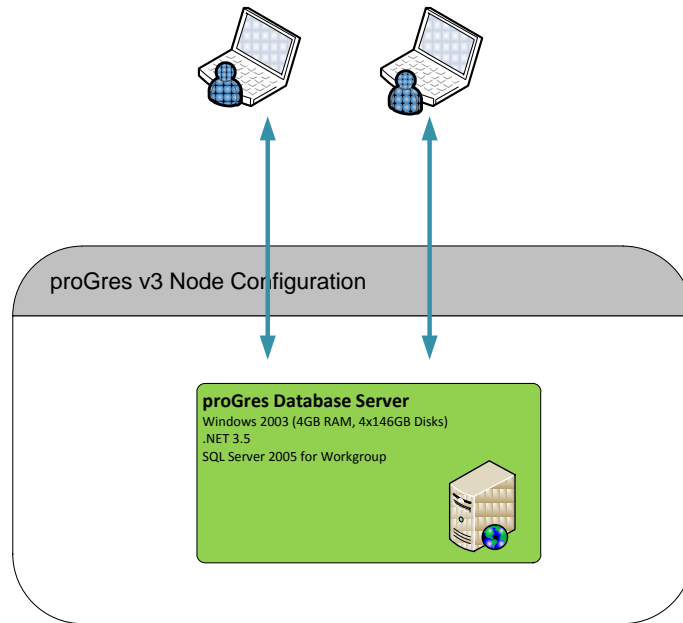 proGres v3 Node Configuration
proGres Database Server
Windows 2003 (4GB RAM, 4x146GB Disks)
.NET 3.5
SQL Server 2005 for Workgroup